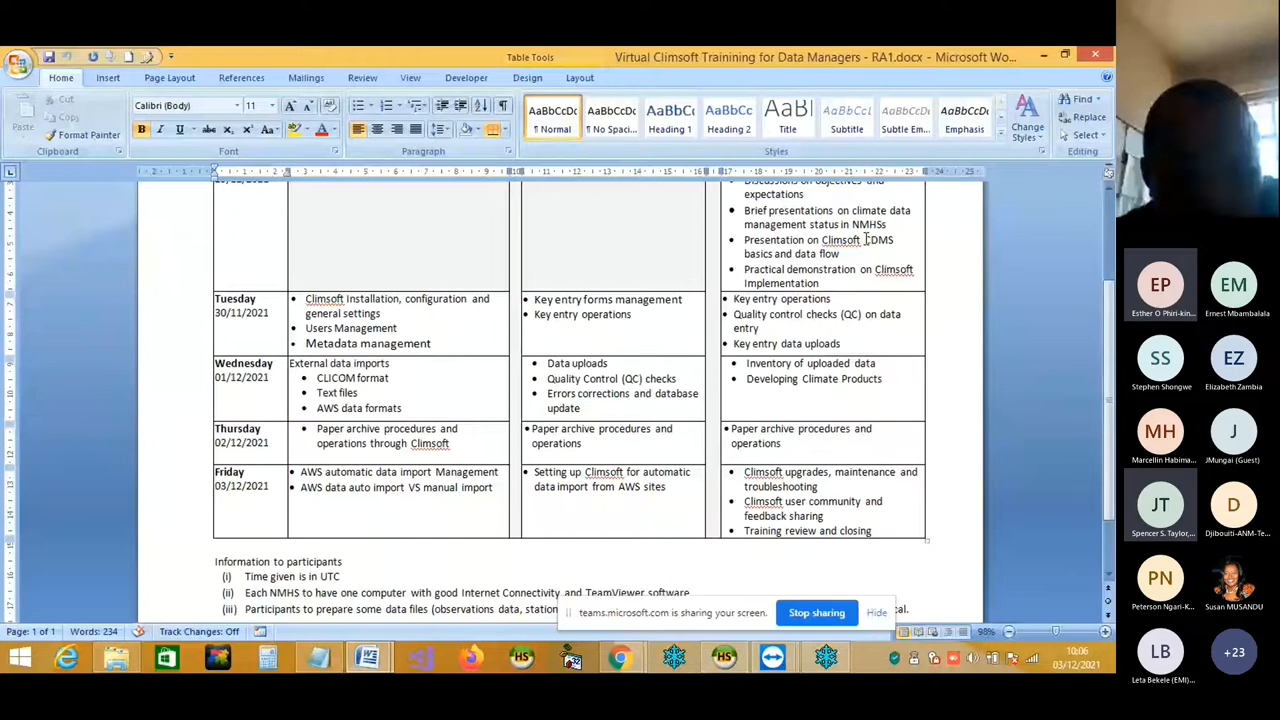 Table Tools
Virtual Climsoft Trainining for Data Managers - RA1.docx - Microsoft Wo...
Home
Insert
Page Layout
References
Mailings
Review
View
Developer
Design
Layout
Paste
Cut
Copy
Format Painter
Clipboard
Calibri (Body)
11
Font
Paragraph
AaBbCcDc
¶ Normal
AaBbCcDc
¶ No Spaci...
AaBbCc
Heading 1
AaBbCc
Heading 2
AaBl
Title
AaBbCc.
Subtitle
AaBbCcDc
Subtle Em...
AaBbCcDc
Emphasis
Styles
Change
Styles
Find
Replace
Select
Editing
Discussions on objectives and
expectations
• Brief presentations on climate data
management status in NMHSs
• Presentation on Climsoft CDMS
basics and data flow
• Practical demonstration on Climsoft
Implementation
Tuesday
30/11/2021
• Climsoft Installation, configuration and
general settings
• Users Management
• Metadata management
• Key entry forms management
• Key entry operations
• Key entry operations
• Quality control checks (QC) on data
entry
• Key entry data uploads
Wednesday
01/12/2021
External data imports
• CLICOM format
• Text files
• AWS data formats
• Data uploads
• Quality Control (QC) checks
• Errors corrections and database
update
• Inventory of uploaded data
• Developing Climate Products
Thursday
02/12/2021
• Paper archive procedures and
operations through Climsoft
• Paper archive procedures and
operations
• Paper archive procedures and
operations
Friday
03/12/2021
• AWS automatic data import Management
• AWS data auto import VS manual import
• Setting up Climsoft for automatic
data import from AWS sites
• Climsoft upgrades, maintenance and
troubleshooting
• Climsoft user community and
feedback sharing
• Training review and closing
Information to participants
(i) Time given is in UTC
(ii) Each NMHS to have one computer with good Internet Connectivity and TeamViewer software
(iii) Participants to prepare some data files (observations data, station
teams.microsoft.com is sharing your screen.
Stop sharing
Hide
Page: 1 of 1
Words: 234
Track Changes: Off
98%
10:06
03/12/2021
EP
Esther O Phiri-kin...
EM
Ernest Mbambalala
SS
Stephen Shongwe
EZ
Elizabeth Zambia
MH
Marcellin Habima...
J
JMungai (Guest)
JT
Spencer S. Taylor,...
D
Djibouiti-ANM-Te...
PN
Peterson Ngari-K...
Susan MUSANDU
LB
Leta Bekele (EMI)...
+23